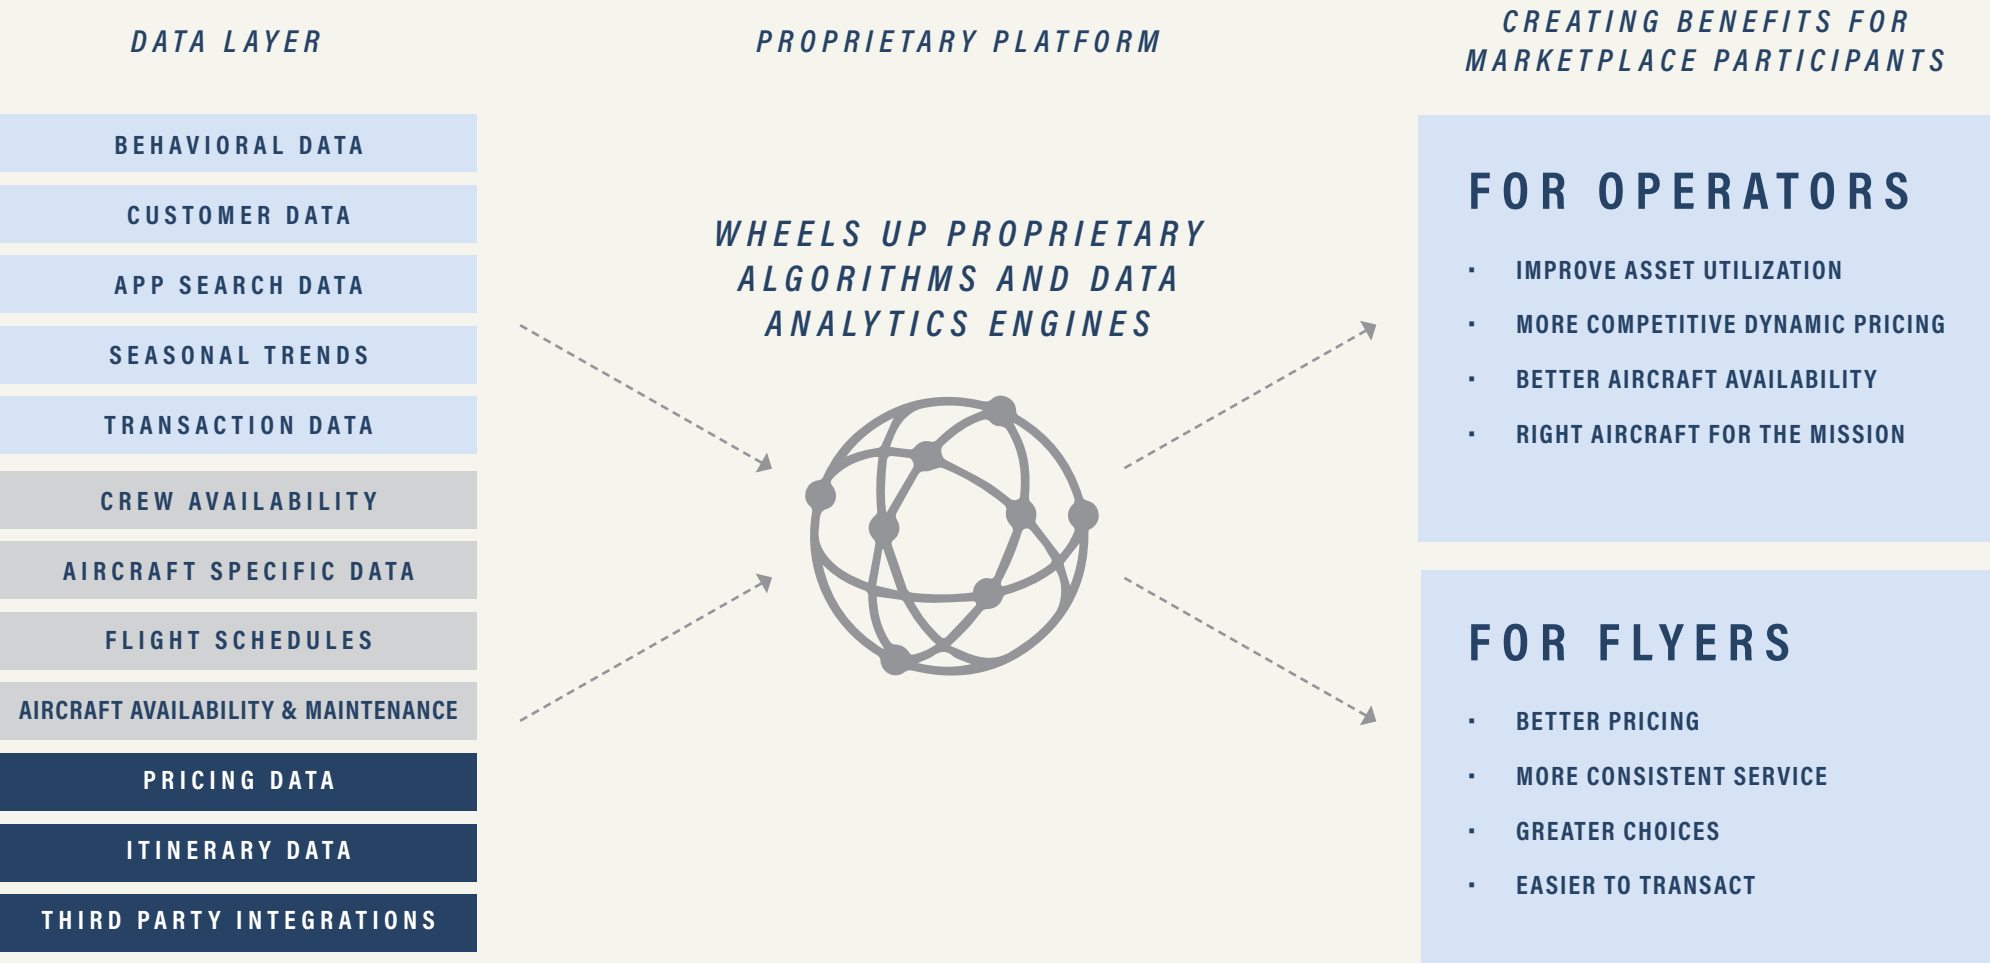 DATA LAYER
BEHAVIORAL DATA
CUSTOMER DATA
APP SEARCH DATA
SEASONAL TRENDS
TRANSACTION DATA
CREW AVAILABILITY
AIRCRAFT SPECIFIC DATA
FLIGHT SCHEDULES
AIRCRAFT AVAILABILITY & MAINTENANCE
PRICING DATA
ITINERARY DATA
THIRD PARTY INTEGRATIONS
PROPRIETARY PLATFORM
WHEELS UP PROPRIETARY
ALGORITHMS AND DATA
ANALYTICS ENGINES
CREATING BENEFITS FOR
MARKETPLACE PARTICIPANTS
FOR OPERATORS
▪ IMPROVE ASSET UTILIZATION
▪ MORE COMPETITIVE DYNAMIC PRICING
▪ BETTER AIRCRAFT AVAILABILITY
▪ RIGHT AIRCRAFT FOR THE MISSION
FOR FLYERS
▪ BETTER PRICING
▪ MORE CONSISTENT SERVICE
▪ GREATER CHOICES
▪ EASIER TO TRANSACT